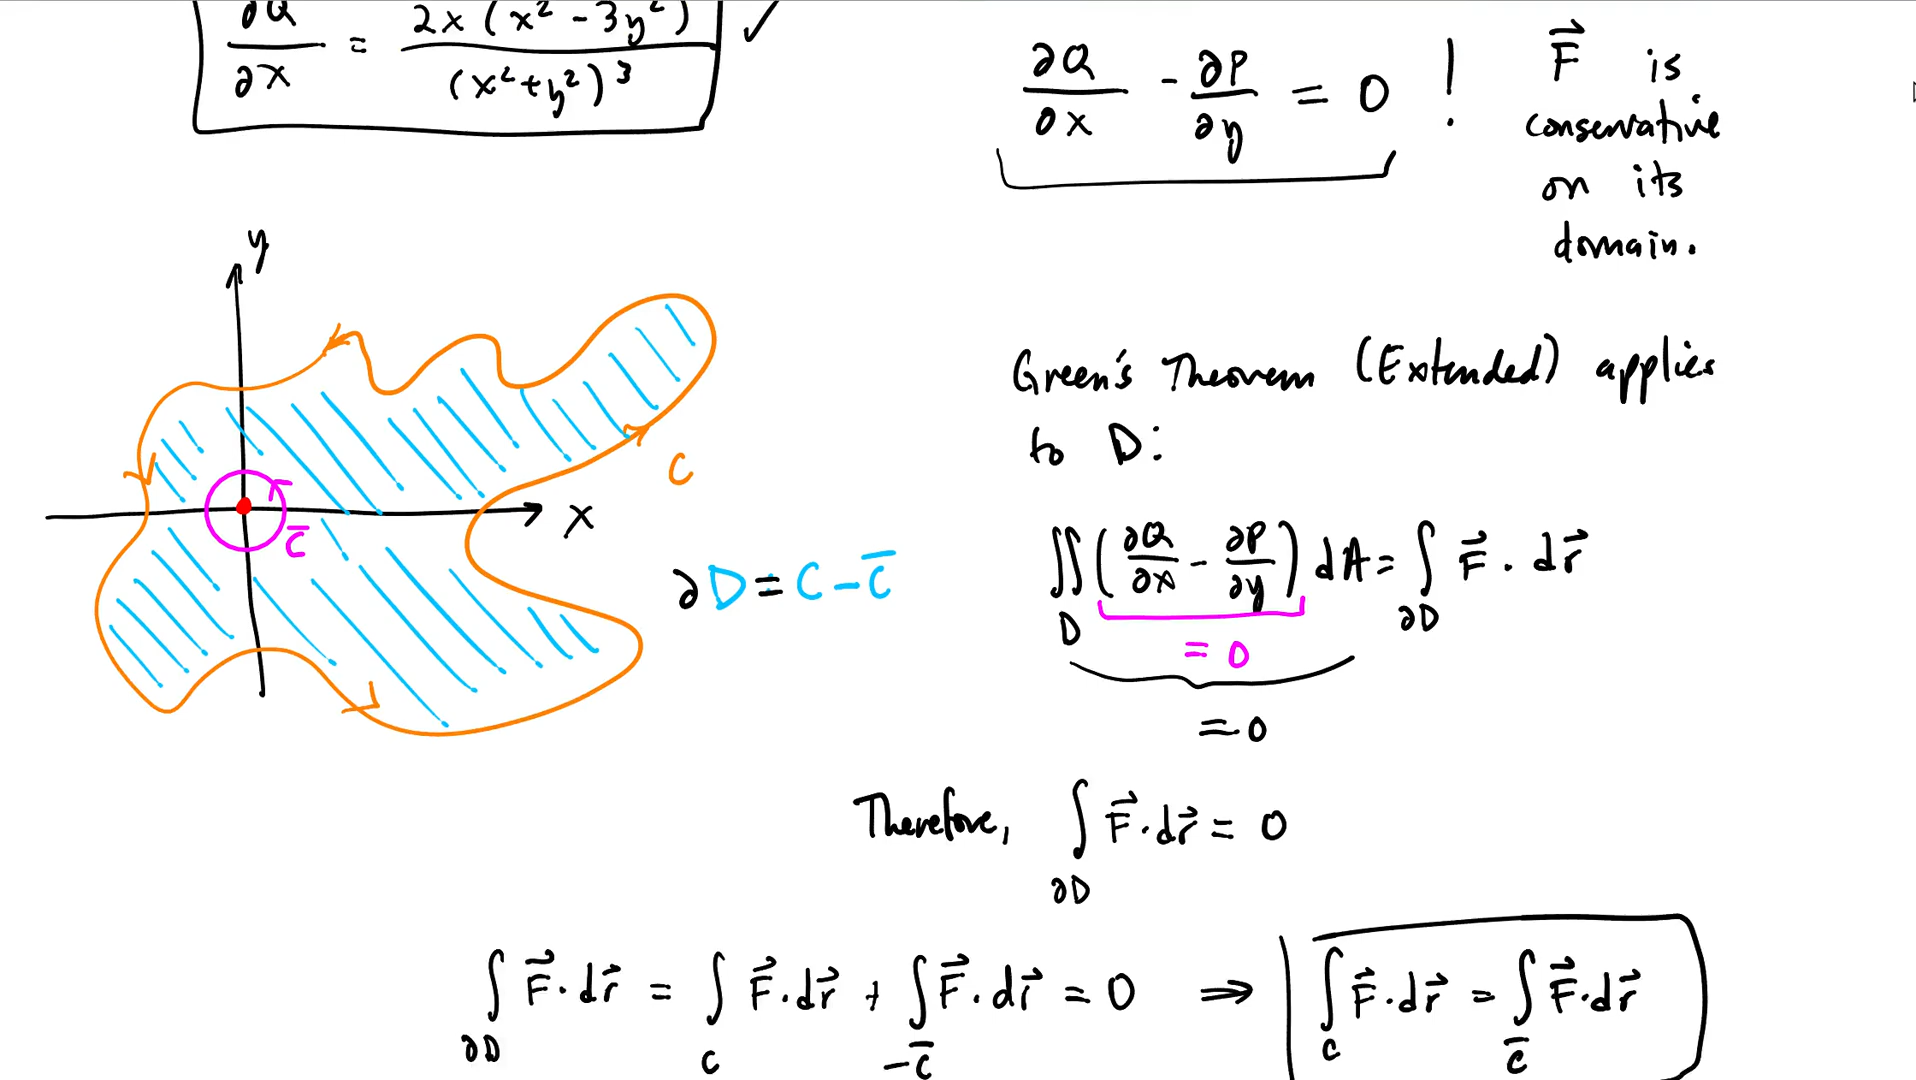 ∂Q/∂x = 2x(x² - 3y²)/(x²+y²)³ ✓
∂Q/∂x - ∂P/∂y = 0 !
F⃗ is
conservative
on its
domain.
y
x
C
C̅
∂D = C - C̅
Green's Theorem (Extended) applies
to D:
∬_D (∂Q/∂x - ∂P/∂y) dA = ∫_∂D F⃗ · dr⃗
= 0
= 0
Therefore, ∫_∂D F⃗ · dr⃗ = 0
∫_∂D F⃗ · dr⃗ = ∫_C F⃗ · dr⃗ + ∫_-C̅ F⃗ · dr⃗ = 0 ⇒ ∫_C F⃗ · dr⃗ = ∫_C̅ F⃗ · dr⃗